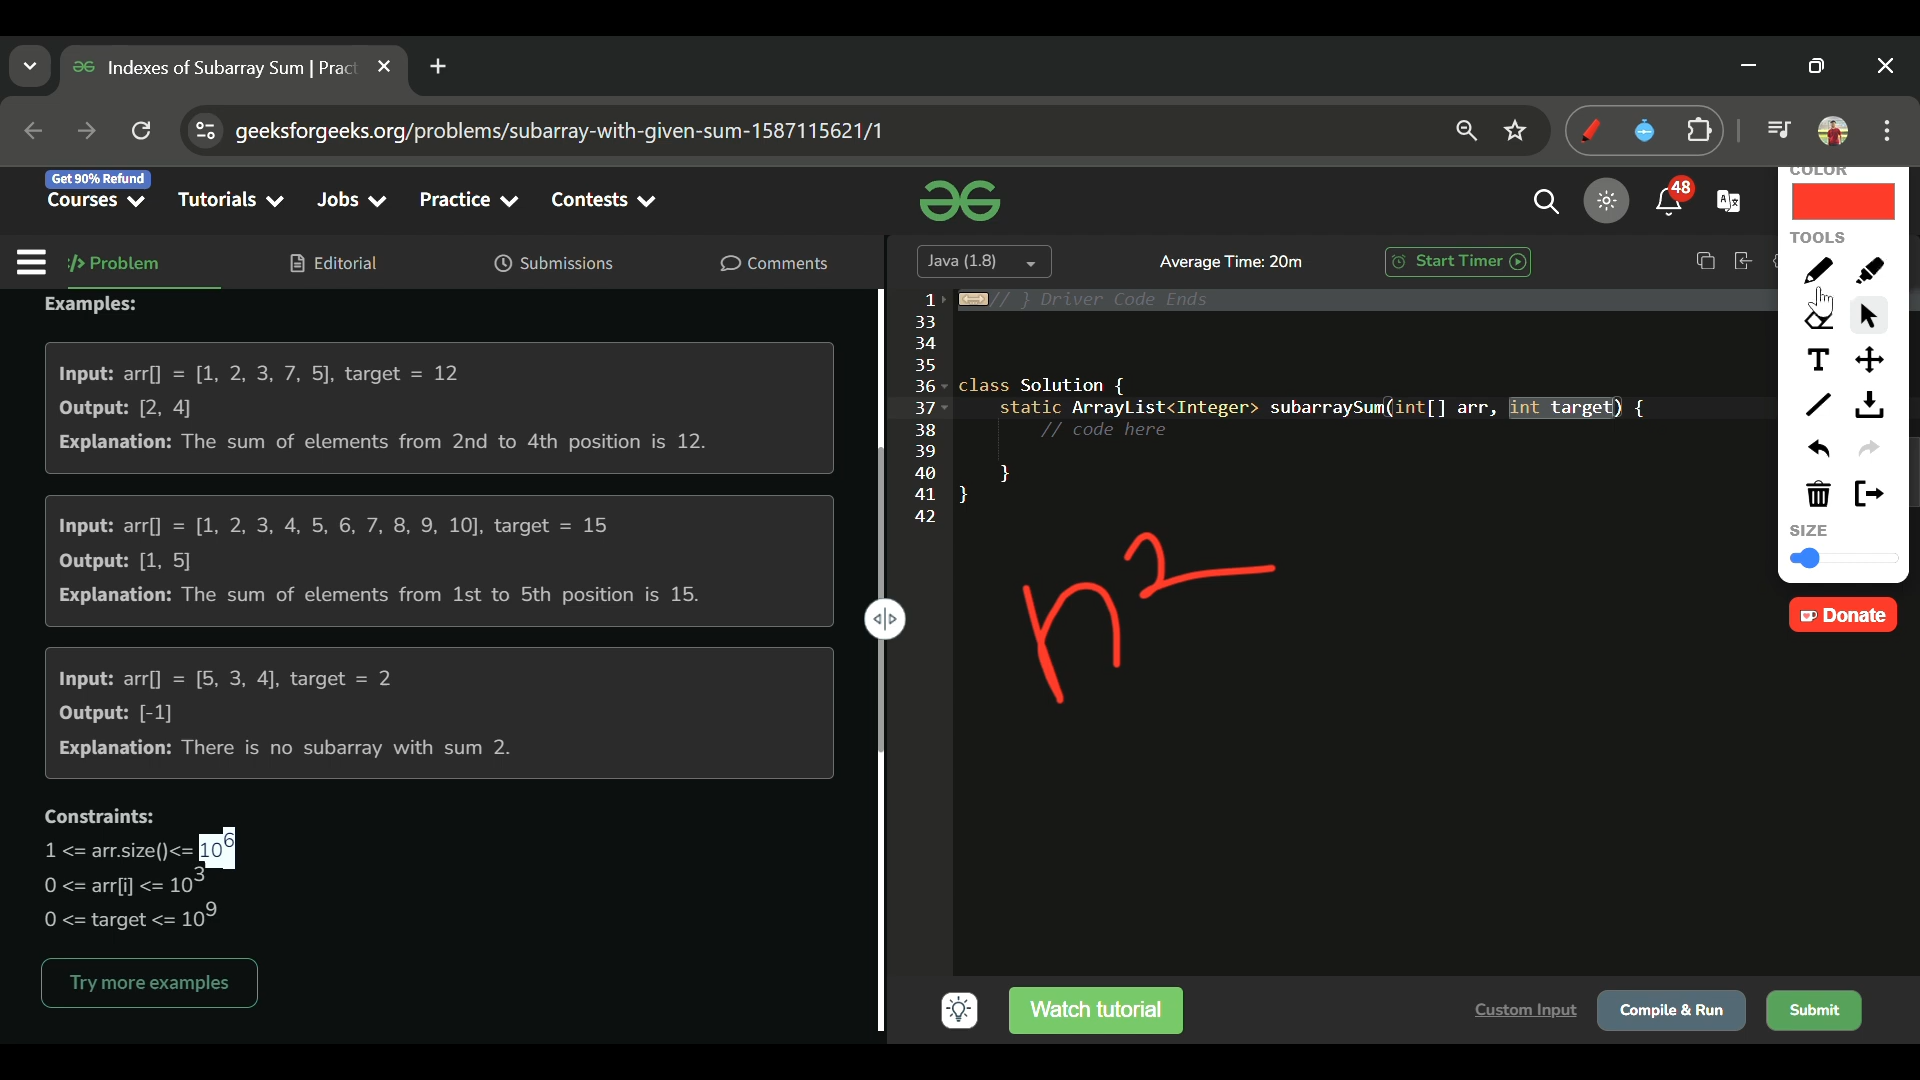 Indexes of Subarray Sum | Pract
geeksforgeeks.org/problems/subarray-with-given-sum-1587115621/1
Get 90% Refund
Courses Tutorials Jobs Practice Contests
48
COLOR
TOOLS
</> Problem Editorial Submissions Comments
Java (1.8) Average Time: 20m Start Timer
Examples:
Input: arr[] = [1, 2, 3, 7, 5], target = 12
Output: [2, 4]
Explanation: The sum of elements from 2nd to 4th position is 12.
Input: arr[] = [1, 2, 3, 4, 5, 6, 7, 8, 9, 10], target = 15
Output: [1, 5]
Explanation: The sum of elements from 1st to 5th position is 15.
Input: arr[] = [5, 3, 4], target = 2
Output: [-1]
Explanation: There is no subarray with sum 2.
Constraints:
1 <= arr.size()<= 10^6
0 <= arr[i] <= 10^3
0 <= target <= 10^9
Try more examples
1 // } Driver Code Ends
33
34
35
36 class Solution {
37 static ArrayList<Integer> subarraySum(int[] arr, int target) {
38 // code here
39
40 }
41 }
42
n^2
T
SIZE
Donate
Watch tutorial
Custom Input Compile & Run Submit